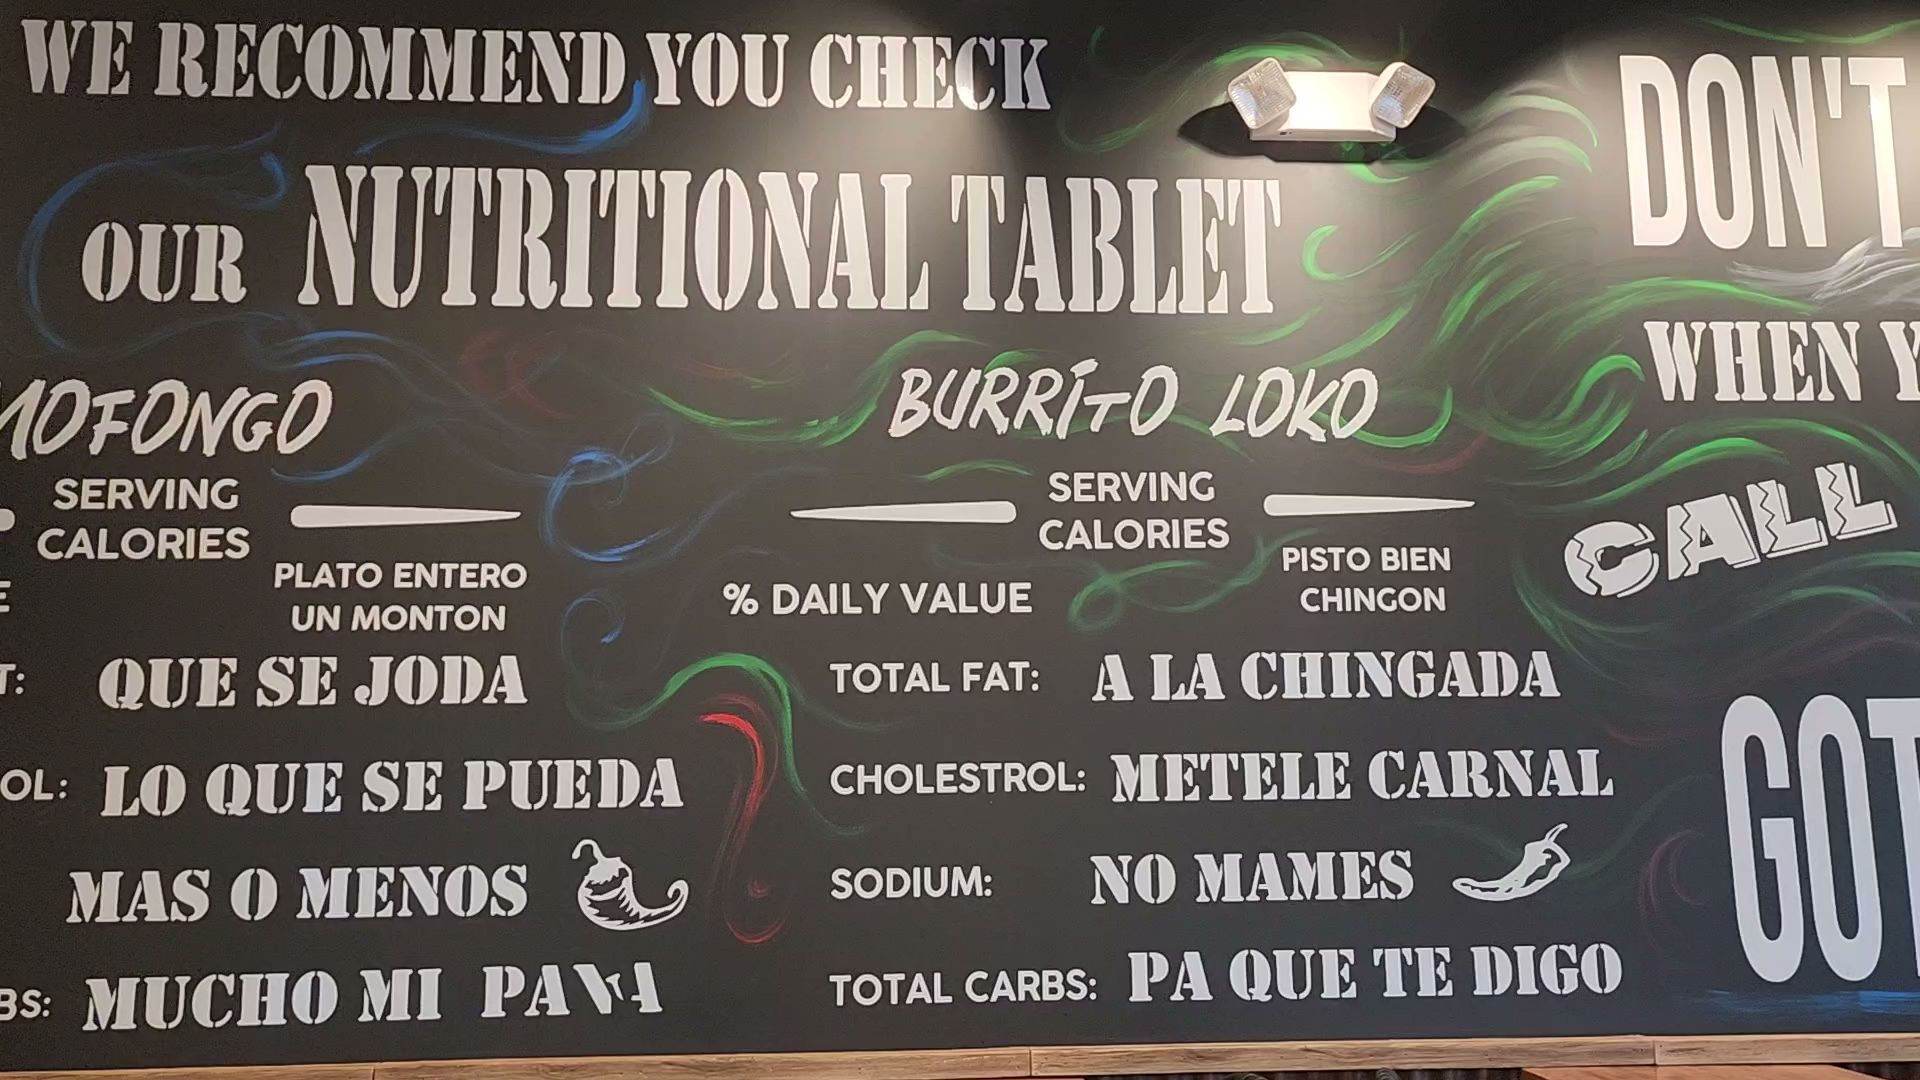 WE RECOMMEND YOU CHECK
OUR NUTRITIONAL TABLET
MOFONGO
SERVING
CALORIES
PLATO ENTERO
UN MONTON
QUE SE JODA
OL: LO QUE SE PUEDA
MAS O MENOS
BS: MUCHO MI PANA
BURRITO LOKO
SERVING
CALORIES
PISTO BIEN
CHINGON
% DAILY VALUE
TOTAL FAT: A LA CHINGADA
CHOLESTROL: METELE CARNAL
SODIUM: NO MAMES
TOTAL CARBS: PA QUE TE DIGO
DON'T
WHEN Y
CALL
GOT